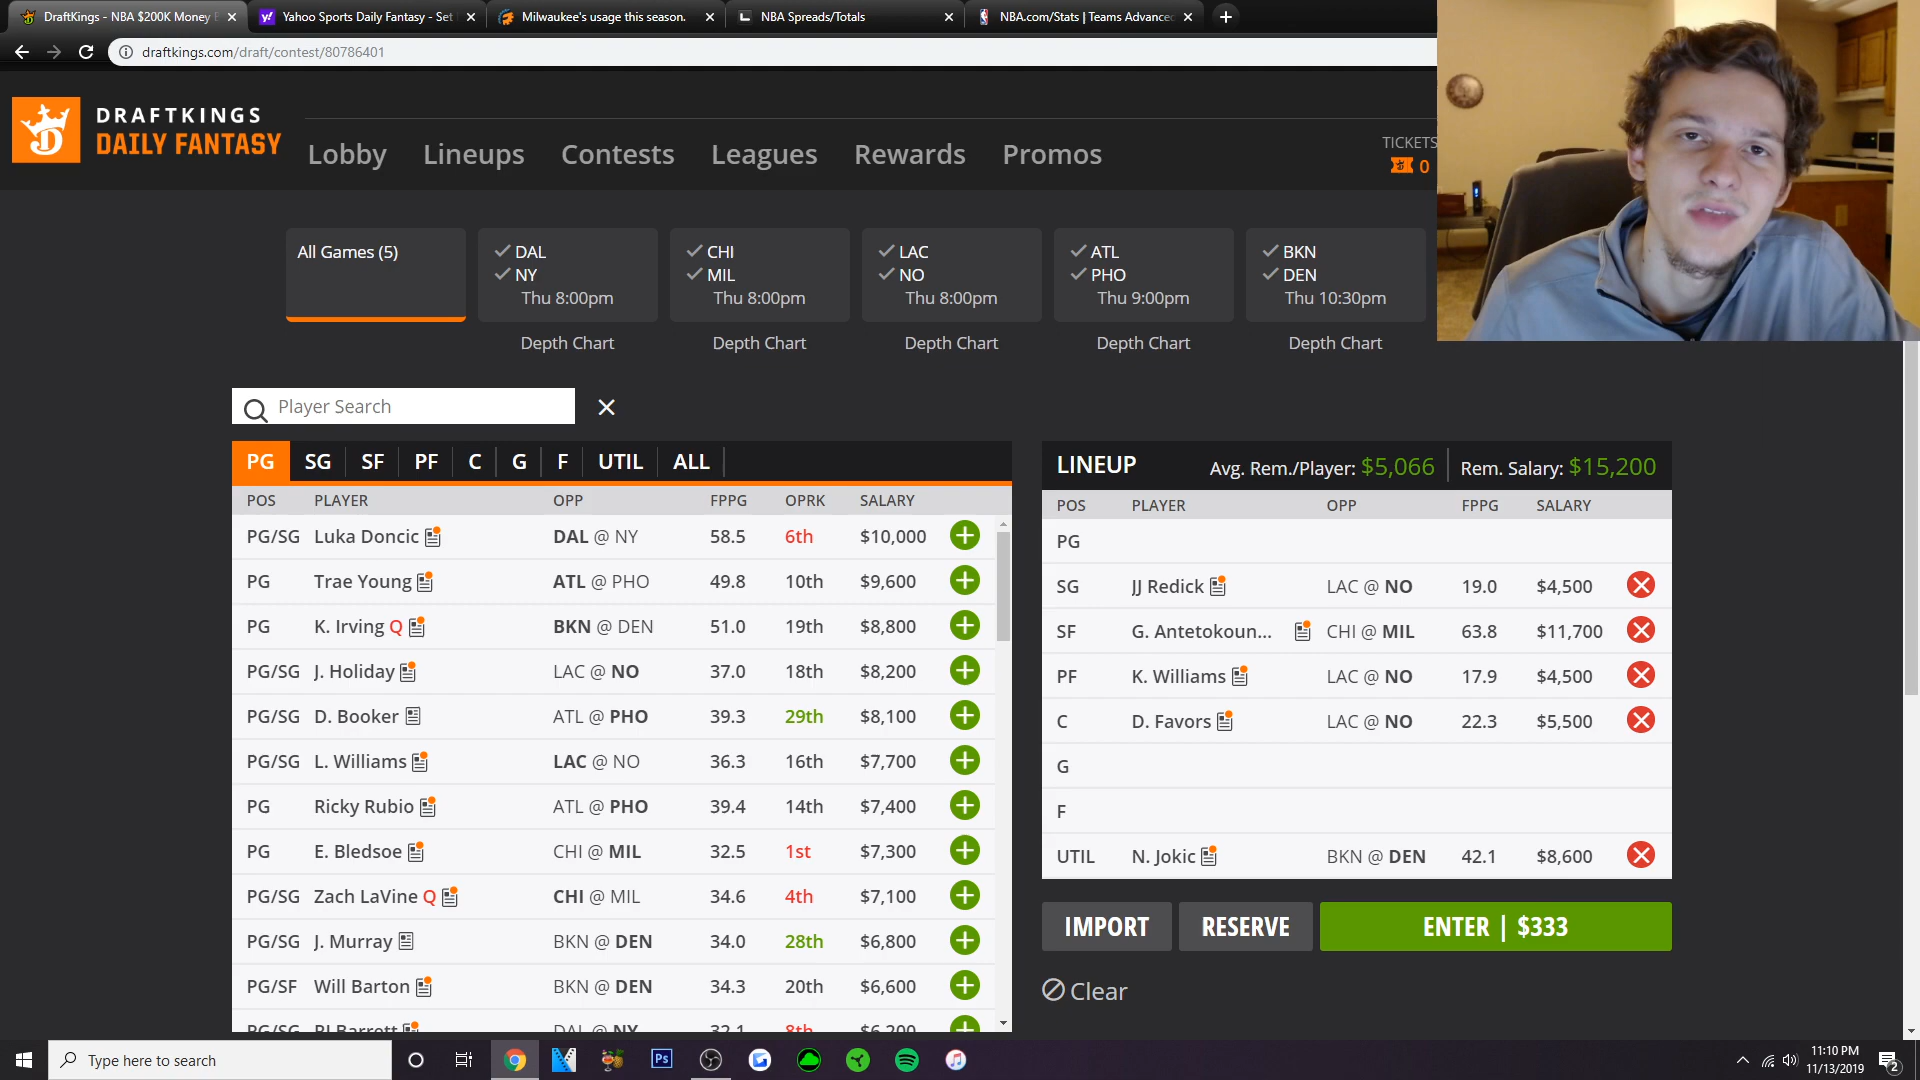 DraftKings - NBA $200K Money
Yahoo Sports Daily Fantasy - Set
Milwaukee's usage this season.
NBA Spreads/Totals
NBA.com/Stats | Teams Advanced
draftkings.com/draft/contest/80786401
DRAFTKINGS
DAILY FANTASY
Lobby Lineups Contests Leagues Rewards Promos
TICKETS
0
All Games (5)
DAL
NY
Thu 8:00pm
CHI
MIL
Thu 8:00pm
LAC
NO
Thu 8:00pm
ATL
PHO
Thu 9:00pm
BKN
DEN
Thu 10:30pm
Depth Chart Depth Chart Depth Chart Depth Chart Depth Chart
Player Search
PG SG SF PF C G F UTIL ALL
POS PLAYER OPP FPPG OPRK SALARY
PG/SG Luka Doncic DAL @ NY 58.5 6th $10,000
PG Trae Young ATL @ PHO 49.8 10th $9,600
PG K. Irving Q BKN @ DEN 51.0 19th $8,800
PG/SG J. Holiday LAC @ NO 37.0 18th $8,200
PG/SG D. Booker ATL @ PHO 39.3 29th $8,100
PG/SG L. Williams LAC @ NO 36.3 16th $7,700
PG Ricky Rubio ATL @ PHO 39.4 14th $7,400
PG E. Bledsoe CHI @ MIL 32.5 1st $7,300
PG/SG Zach LaVine Q CHI @ MIL 34.6 4th $7,100
PG/SG J. Murray BKN @ DEN 34.0 28th $6,800
PG/SF Will Barton BKN @ DEN 34.3 20th $6,600
PG/SG RJ Barrett DAL @ NY 32.1 8th $6,200
LINEUP Avg. Rem./Player: $5,066 Rem. Salary: $15,200
POS PLAYER OPP FPPG SALARY
PG
SG JJ Redick LAC @ NO 19.0 $4,500
SF G. Antetokoun... CHI @ MIL 63.8 $11,700
PF K. Williams LAC @ NO 17.9 $4,500
C D. Favors LAC @ NO 22.3 $5,500
G
F
UTIL N. Jokic BKN @ DEN 42.1 $8,600
IMPORT RESERVE ENTER | $333
Clear
Type here to search
Ps
11:10 PM
11/13/2019
2